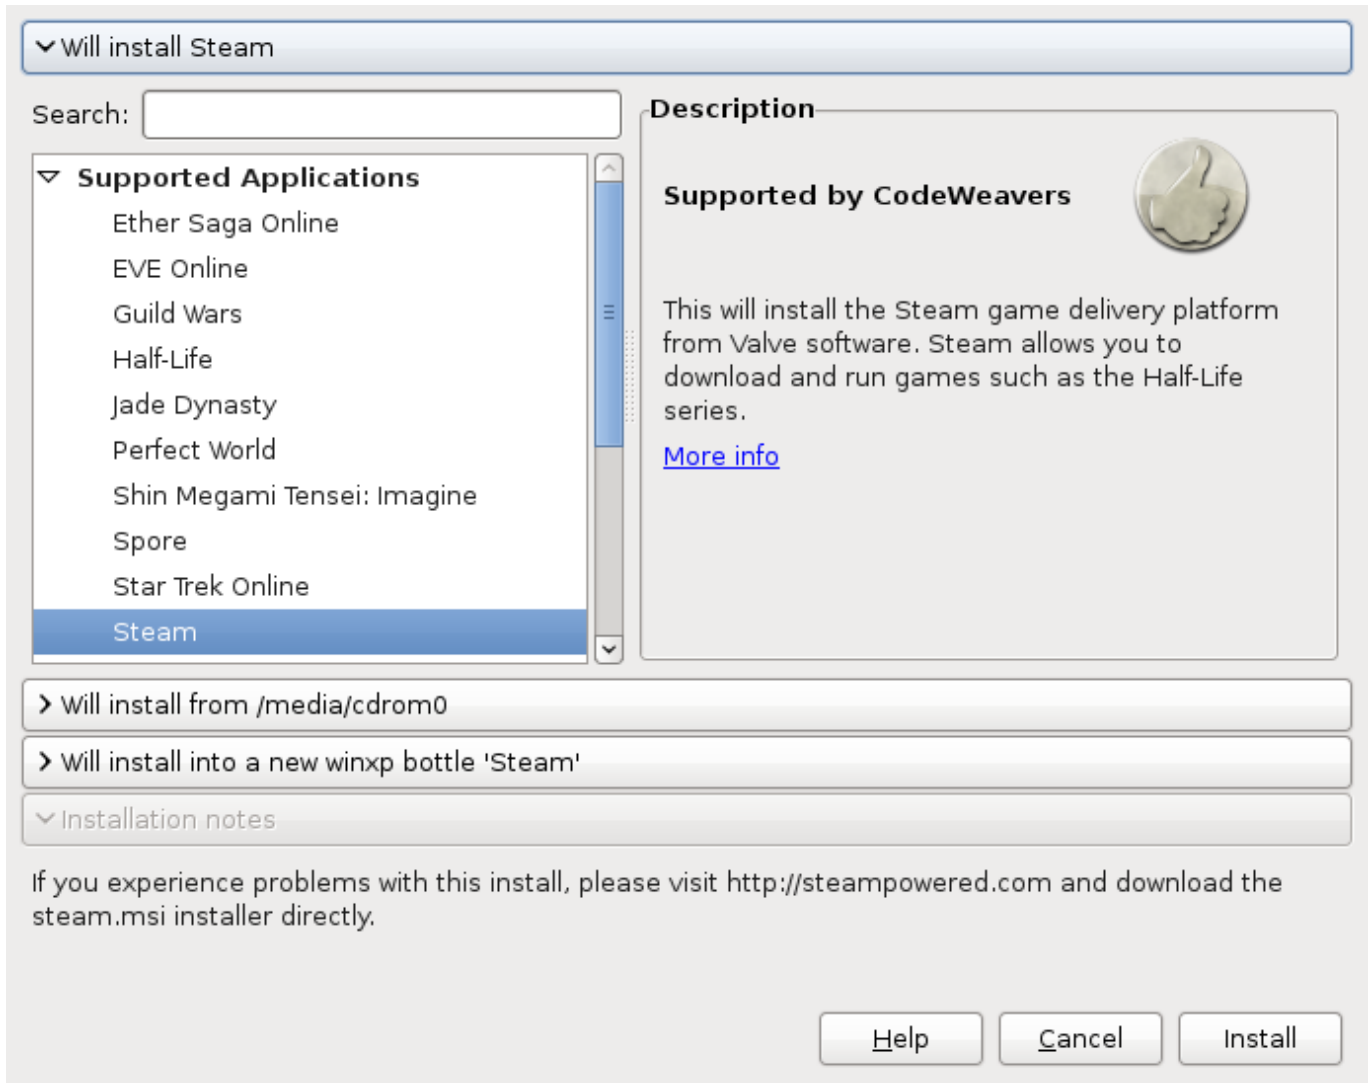 Will install Steam
Search:
Supported Applications
Ether Saga Online
EVE Online
Guild Wars
Half-Life
Jade Dynasty
Perfect World
Shin Megami Tensei: Imagine
Spore
Star Trek Online
Steam
Description
Supported by CodeWeavers
This will install the Steam game delivery platform
from Valve software. Steam allows you to
download and run games such as the Half-Life
series.
More info
Will install from /media/cdrom0
Will install into a new winxp bottle 'Steam'
Installation notes
If you experience problems with this install, please visit http://steampowered.com and download the
steam.msi installer directly.
Help
Cancel
Install